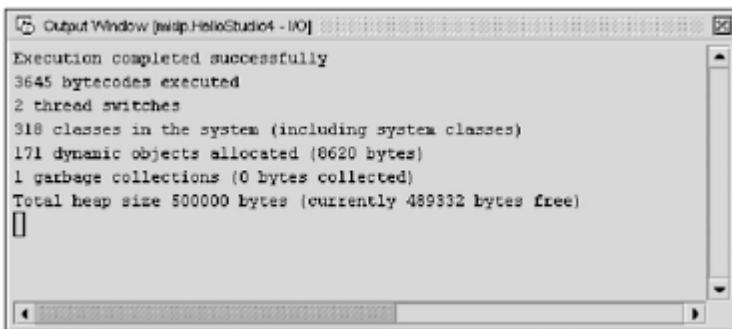 Output Window [midp.HelloStudio4 - I/O]
Execution completed successfully
3645 bytecodes executed
2 thread switches
318 classes in the system (including system classes)
171 dynamic objects allocated (8620 bytes)
1 garbage collections (0 bytes collected)
Total heap size 500000 bytes (currently 489332 bytes free)